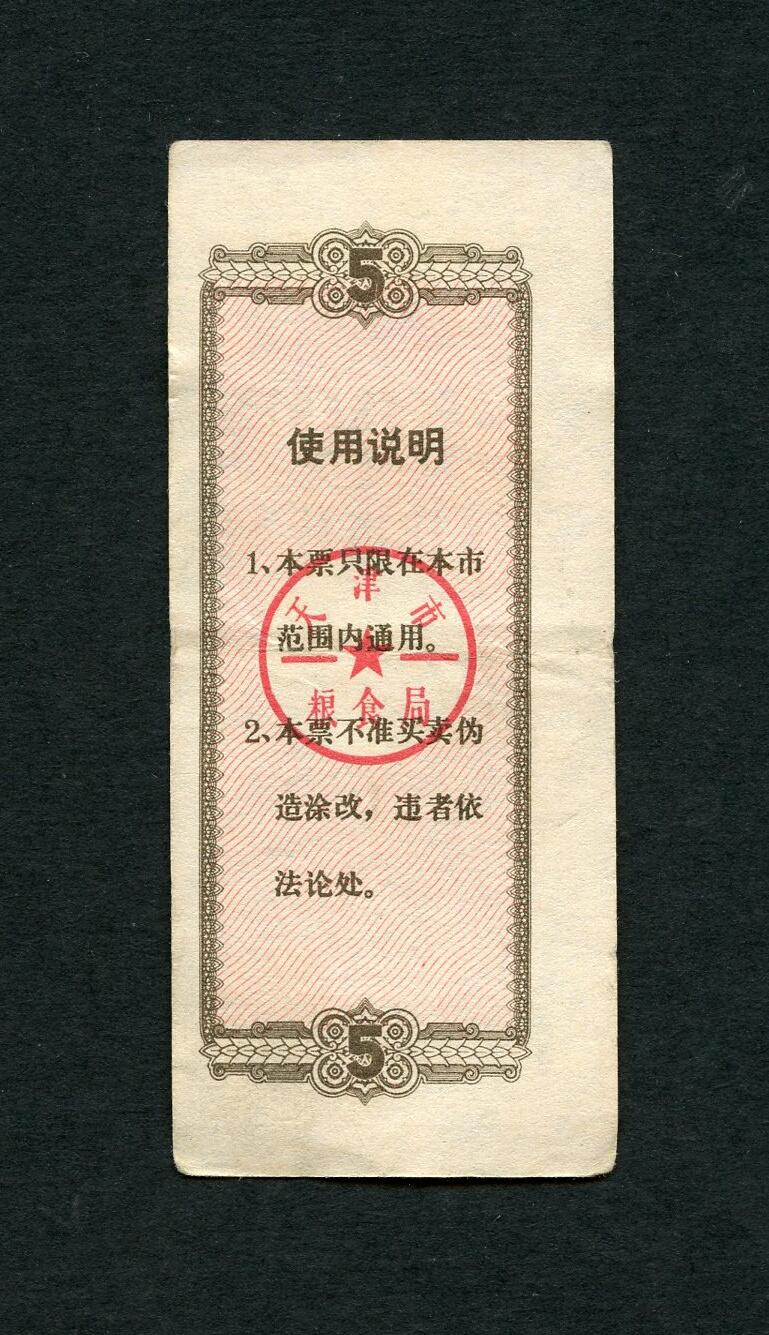 5
使用说明
1、本票只限在本市
范围内通用。
天津市
粮食局
2、本票不准买卖伪
造涂改，违者依
法论处。
5